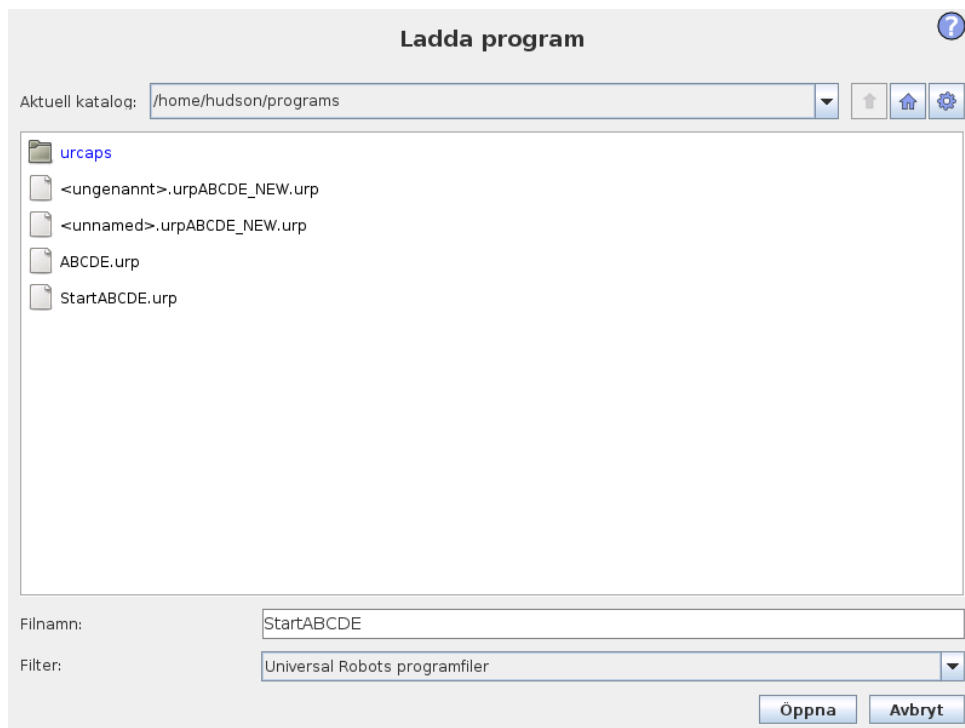 Ladda program
?
Aktuell katalog: /home/hudson/programs
urcaps
<ungenannt>.urpABCDE_NEW.urp
<unnamed>.urpABCDE_NEW.urp
ABCDE.urp
StartABCDE.urp
Filnamn: StartABCDE
Filter: Universal Robots programfiler
Öppna Avbryt